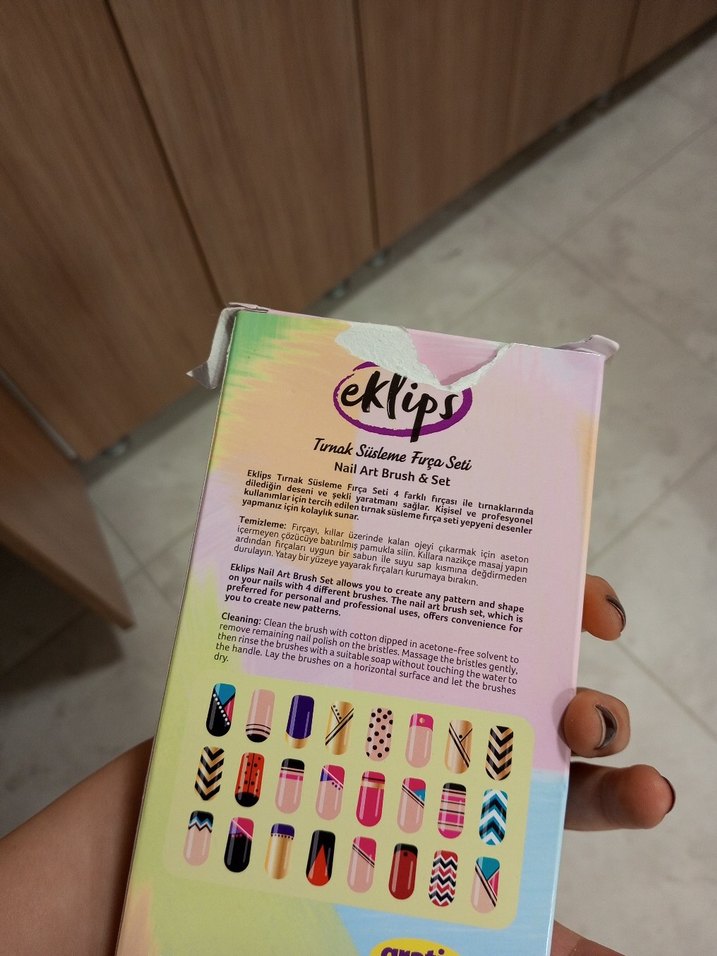 eklips
Tırnak Süsleme Fırça Seti
Nail Art Brush & Set
Eklips Tırnak Süsleme Fırça Seti 4 farklı fırçası ile tırnaklarında
dilediğin deseni ve şekli yaratmanı sağlar. Kişisel ve profesyonel
kullanımlar için tercih edilen tırnak süsleme fırça seti yepyeni desenler
yapmanız için kolaylık sunar.
Temizleme: Fırçayı, kıllar üzerinde kalan ojeyi çıkarmak için aseton
içermeyen çözücüye batırılmış pamukla silin. Kıllara nazikçe masaj yapın
ardından fırçaları uygun bir sabun ile suyu sap kısmına değdirmeden
durulayın. Yatay bir yüzeye yayarak fırçaları kurumaya bırakın.
Eklips Nail Art Brush Set allows you to create any pattern and shape
on your nails with 4 different brushes. The nail art brush set, which is
preferred for personal and professional uses, offers convenience for
you to create new patterns.
Cleaning: Clean the brush with cotton dipped in acetone-free solvent to
remove remaining nail polish on the bristles. Massage the bristles gently,
then rinse the brushes with a suitable soap without touching the water to
the handle. Lay the brushes on a horizontal surface and let the brushes
dry.
gratis